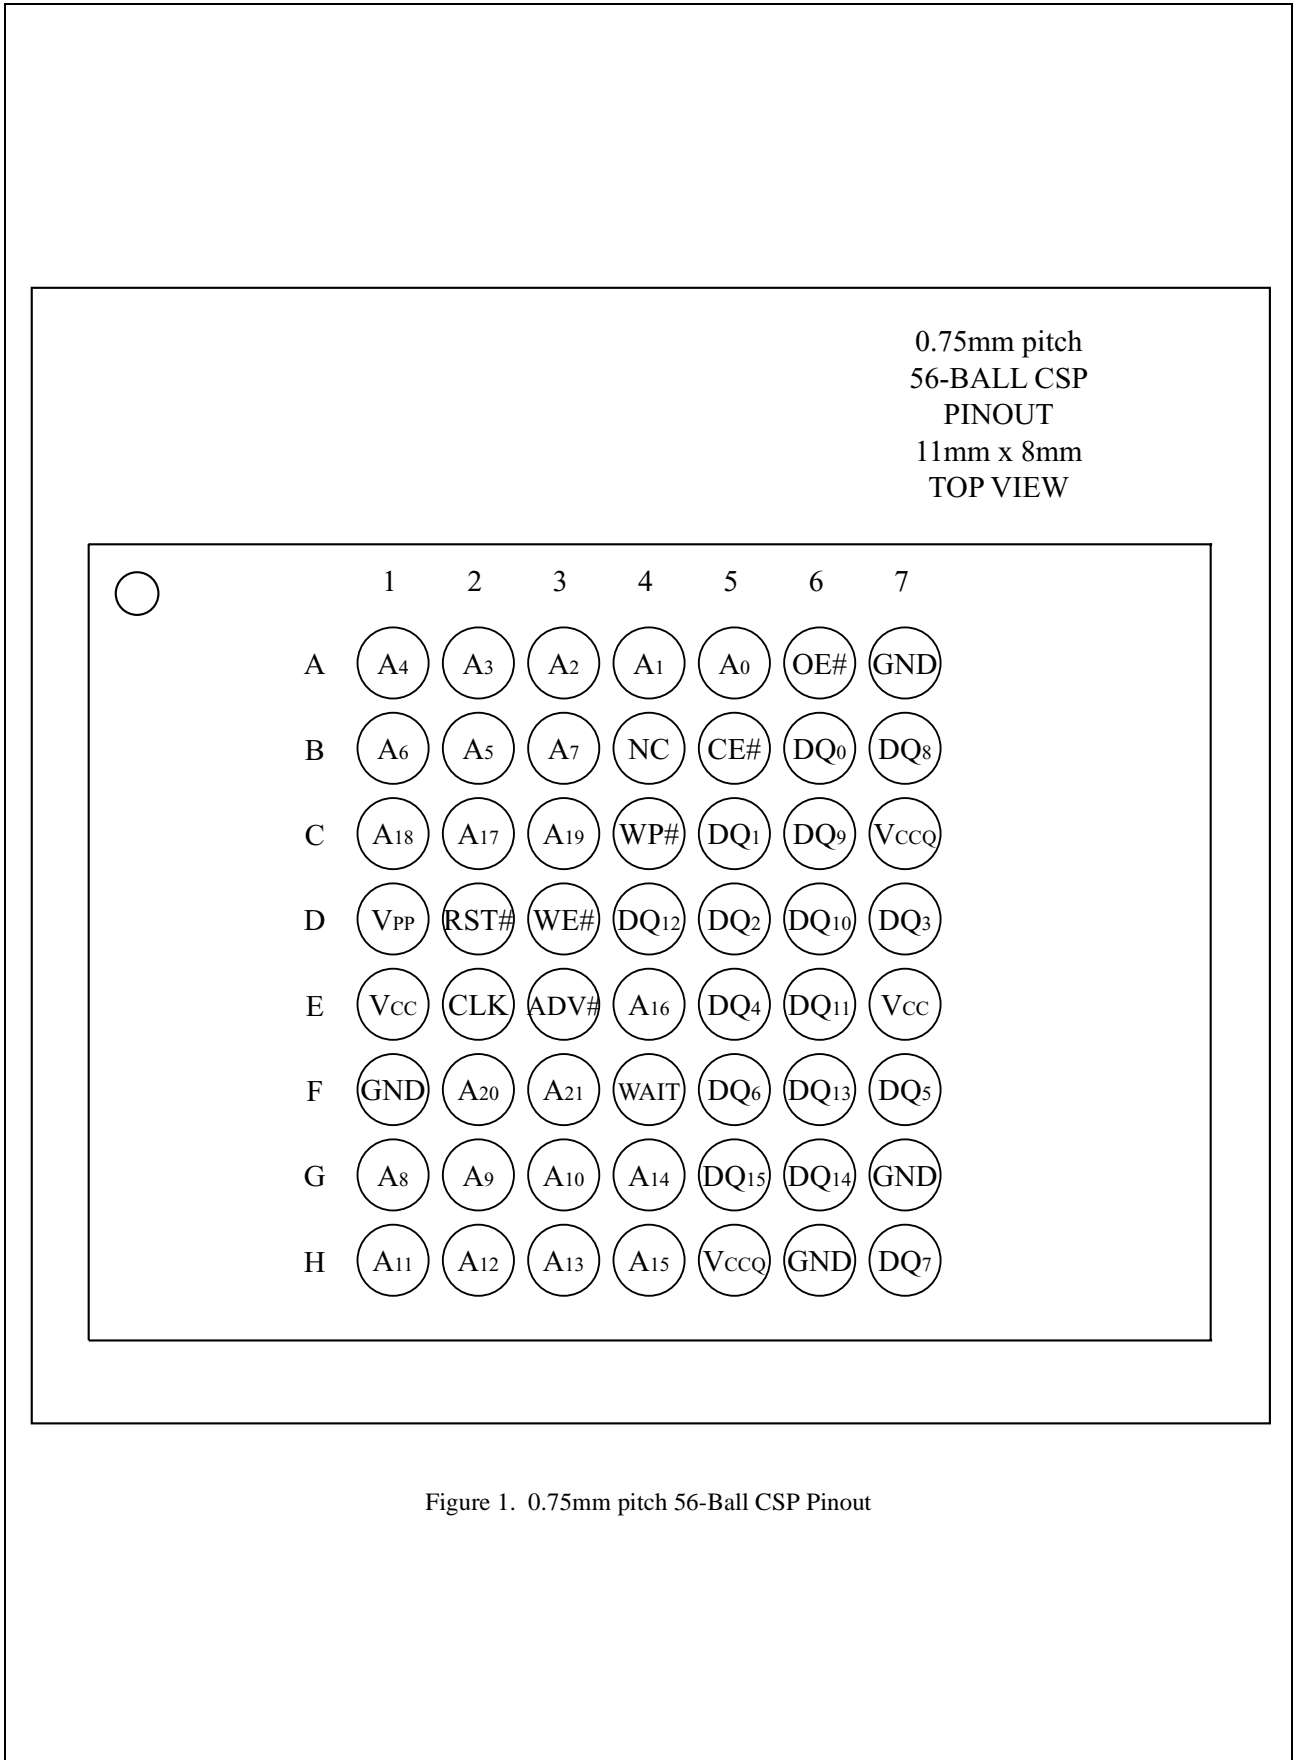 0.75mm pitch
56-BALL CSP
PINOUT
11mm x 8mm
TOP VIEW
1 2 3 4 5 6 7
A A4 A3 A2 A1 A0 OE# GND
B A6 A5 A7 NC CE# DQ0 DQ8
C A18 A17 A19 WP# DQ1 DQ9 VCCQ
D VPP RST# WE# DQ12 DQ2 DQ10 DQ3
E VCC CLK ADV# A16 DQ4 DQ11 VCC
F GND A20 A21 WAIT DQ6 DQ13 DQ5
G A8 A9 A10 A14 DQ15 DQ14 GND
H A11 A12 A13 A15 VCCQ GND DQ7
Figure 1. 0.75mm pitch 56-Ball CSP Pinout